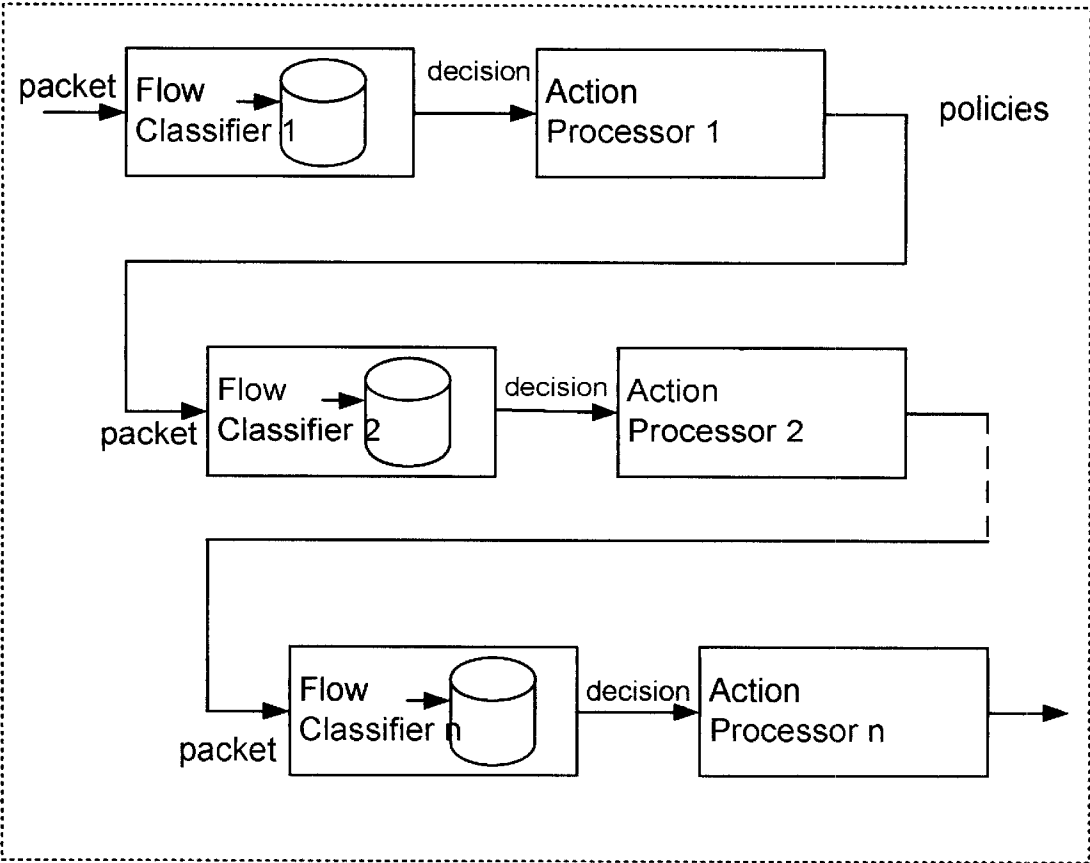 packet
Flow
Classifier 1
decision
Action
Processor 1
policies
packet
Flow
Classifier 2
decision
Action
Processor 2
packet
Flow
Classifier n
decision
Action
Processor n